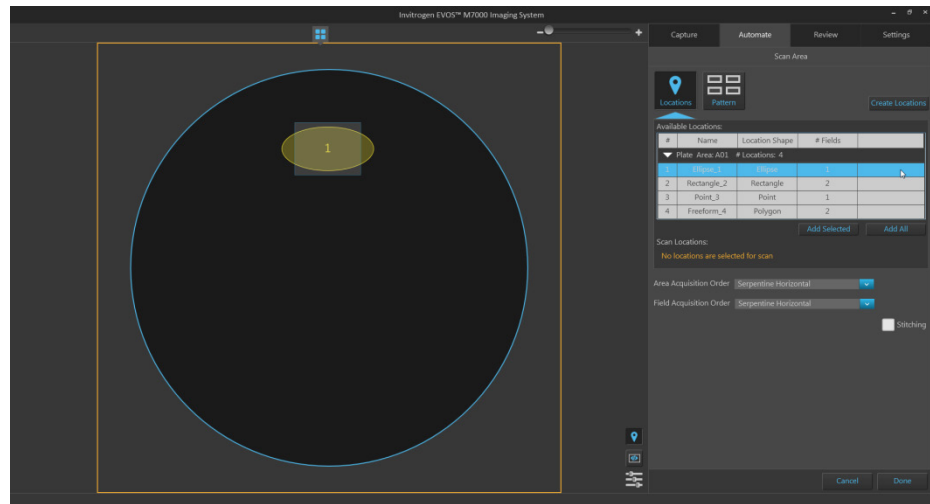 Invitrogen EVOS™ M7000 Imaging System
Capture Automate Review Settings
Scan Area
Locations Pattern Create Locations
Available Locations:
# Name Location Shape # Fields
Plate Area: A01 # Locations: 4
1 Ellipse_1 Ellipse 1
2 Rectangle_2 Rectangle 2
3 Point_3 Point 1
4 Freeform_4 Polygon 2
Add Selected Add All
Scan Locations:
No locations are selected for scan
Area Acquisition Order Serpentine Horizontal
Field Acquisition Order Serpentine Horizontal
Stitching
Cancel Done
1